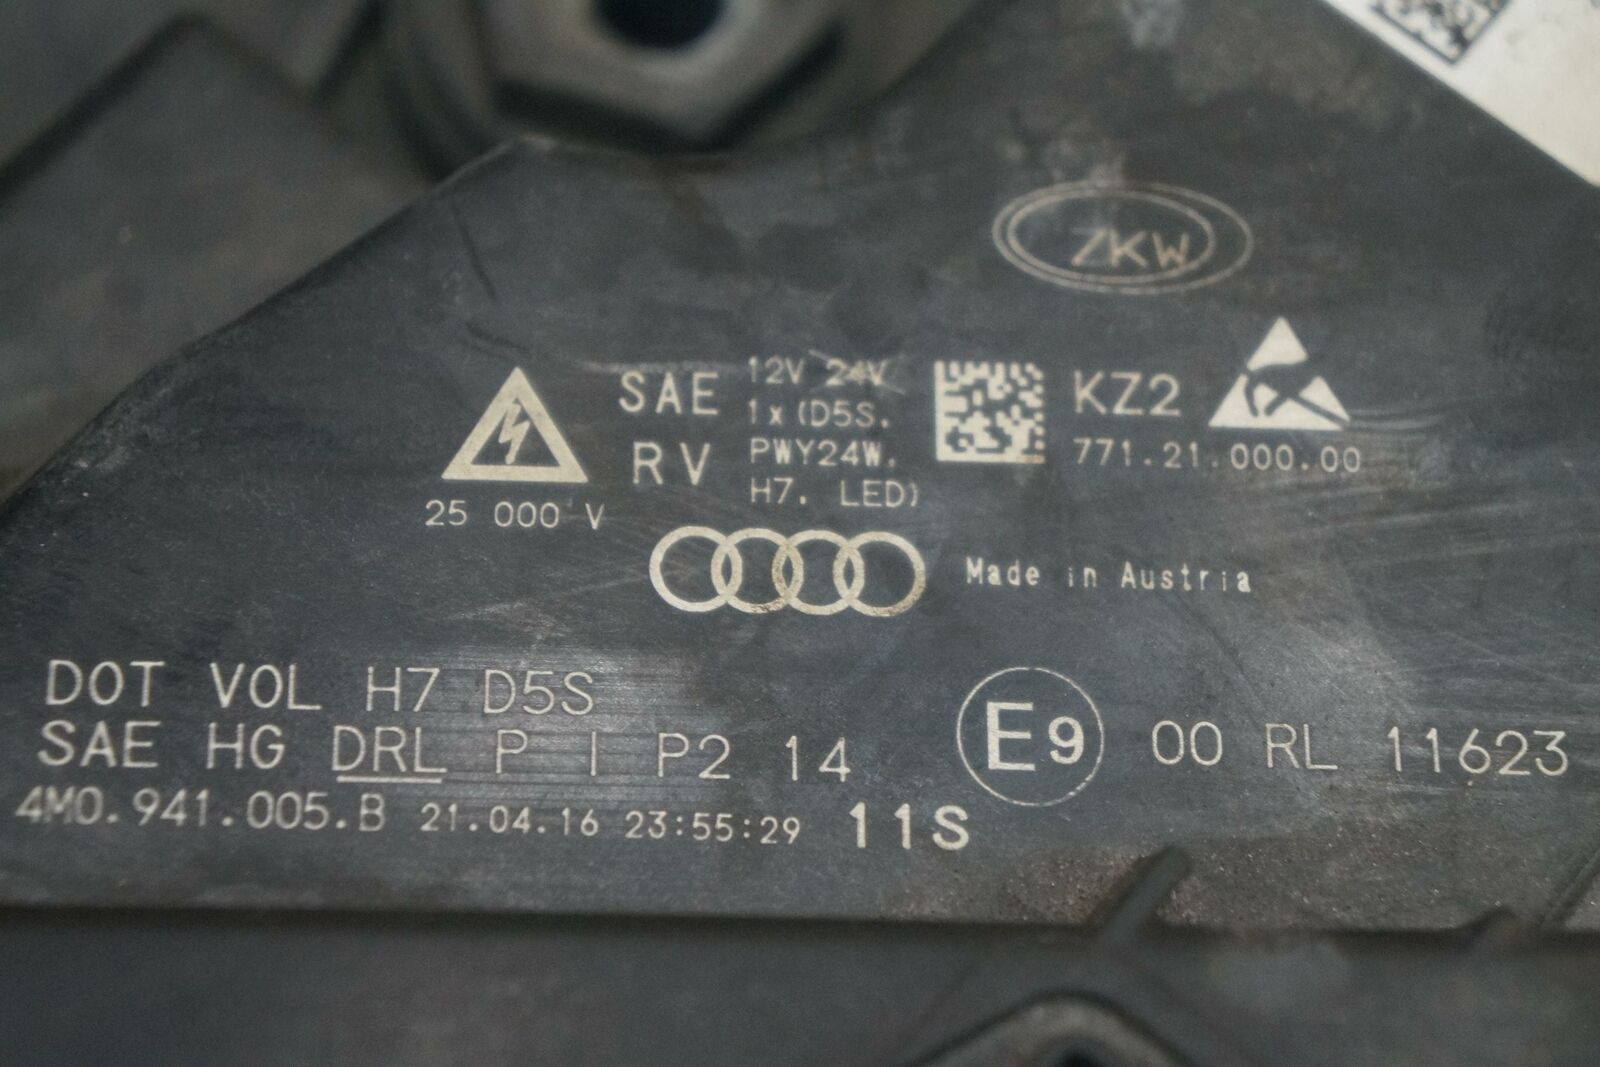 ZKW
SAE
RV
12V 24V
1x (D5S,
PWY24W,
H7, LED)
KZ2
771.21.000.00
25 000 V
Made in Austria
DOT VOL H7 D5S
SAE HG DRL P I P2 14
E9 00 RL 11623
4M0.941.005.B 21.04.16 23:55:29 11S